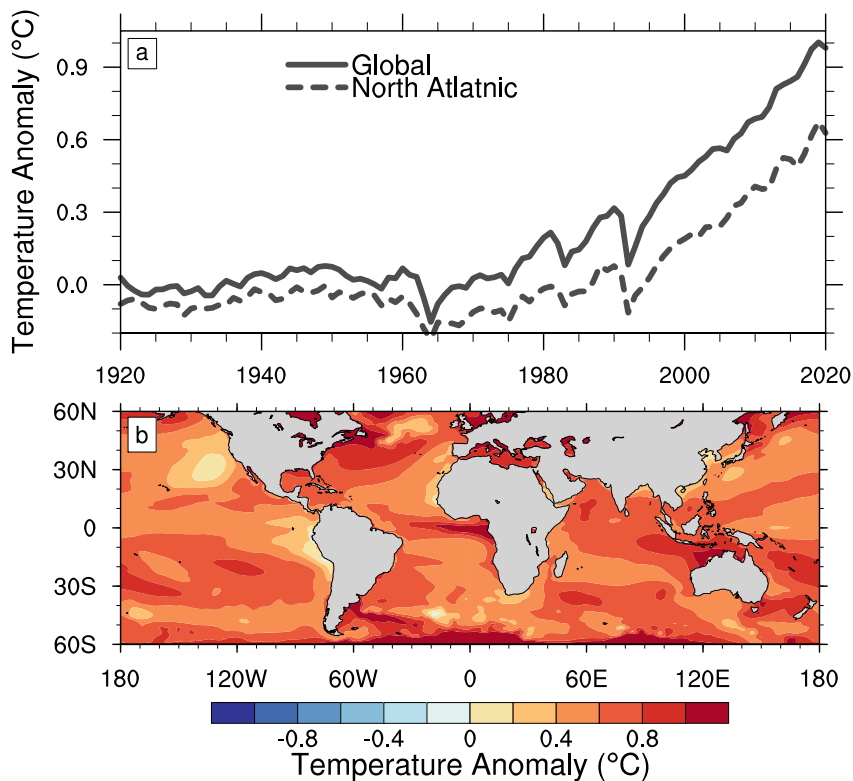 a
Global
North Atlatnic
Temperature Anomaly (°C)
0.9
0.6
0.3
0.0
1920 1940 1960 1980 2000 2020
b
60N
30N
0
30S
60S
180 120W 60W 0 60E 120E 180
-0.8 -0.4 0 0.4 0.8
Temperature Anomaly (°C)